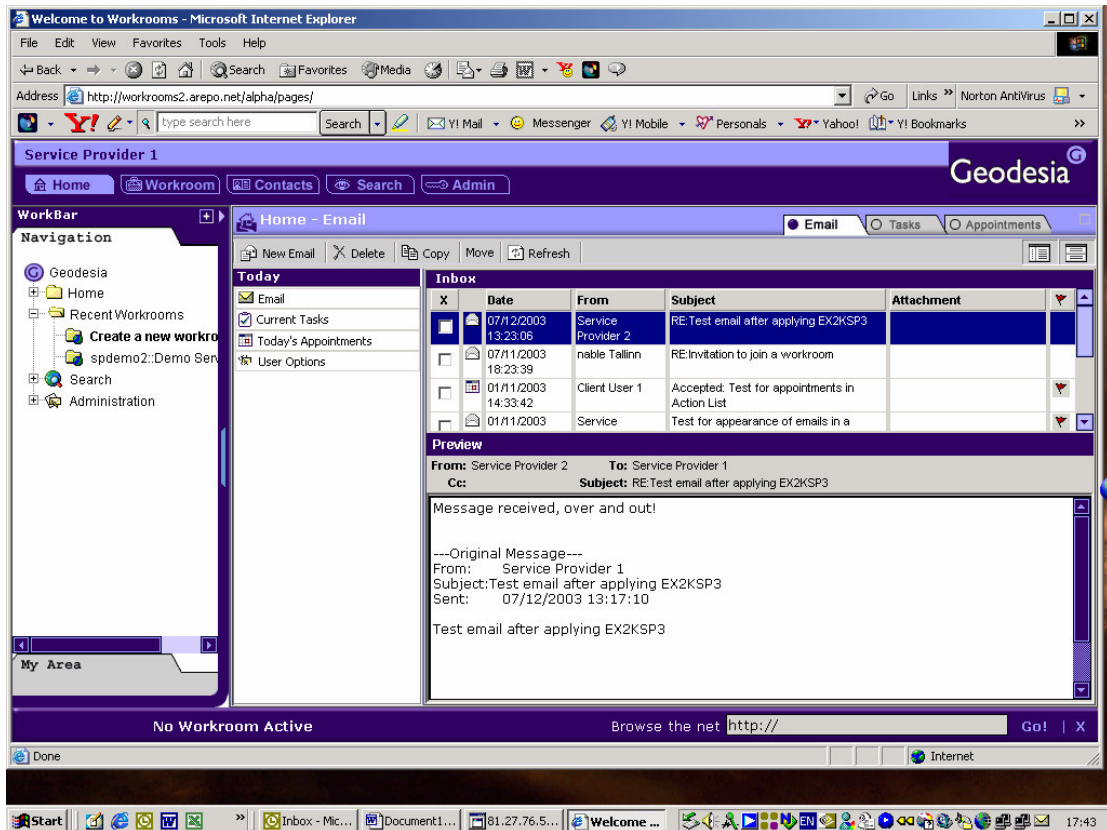 Welcome to Workrooms - Microsoft Internet Explorer
File Edit View Favorites Tools Help
Back Search Favorites Media
Address http://workrooms2.arepo.net/alpha/pages/ Go Links » Norton AntiVirus
Y! type search here Search Y! Mail Messenger Y! Mobile Personals Yahoo! Y! Bookmarks »
Service Provider 1
Geodesia
Home Workroom Contacts Search Admin
WorkBar
Navigation
Geodesia
Home
Recent Workrooms
Create a new workro
spdemo2::Demo Ser
Search
Administration
My Area
Home - Email
Email Tasks Appointments
New Email Delete Copy Move Refresh
Today
Email
Current Tasks
Today's Appointments
User Options
Inbox
X Date From Subject Attachment
07/12/2003 Service RE:Test email after applying EX2KSP3
13:23:06 Provider 2
07/11/2003 nable Tallinn RE:Invitation to join a workroom
18:23:39
01/11/2003 Client User 1 Accepted: Test for appointments in
14:33:42 Action List
01/11/2003 Service Test for appearance of emails in a
Preview
From: Service Provider 2 To: Service Provider 1
Cc: Subject: RE:Test email after applying EX2KSP3
Message received, over and out!
---Original Message---
From: Service Provider 1
Subject:Test email after applying EX2KSP3
Sent: 07/12/2003 13:17:10
Test email after applying EX2KSP3
No Workroom Active Browse the net http:// Go! | X
Done Internet
Start » Inbox - Mic... Document1... 81.27.76.5... Welcome ... EN 17:43